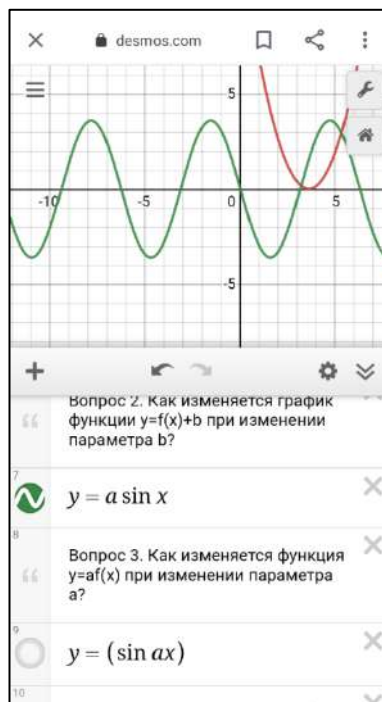 desmos.com
5
-10
-5
0
5
-5
Вопрос 2. Как изменяется график
функции y=f(x)+b при изменении
параметра b?
7
y = a sin x
8
Вопрос 3. Как изменяется функция
y=af(x) при изменении параметра
a?
9
y = (sin ax)
10